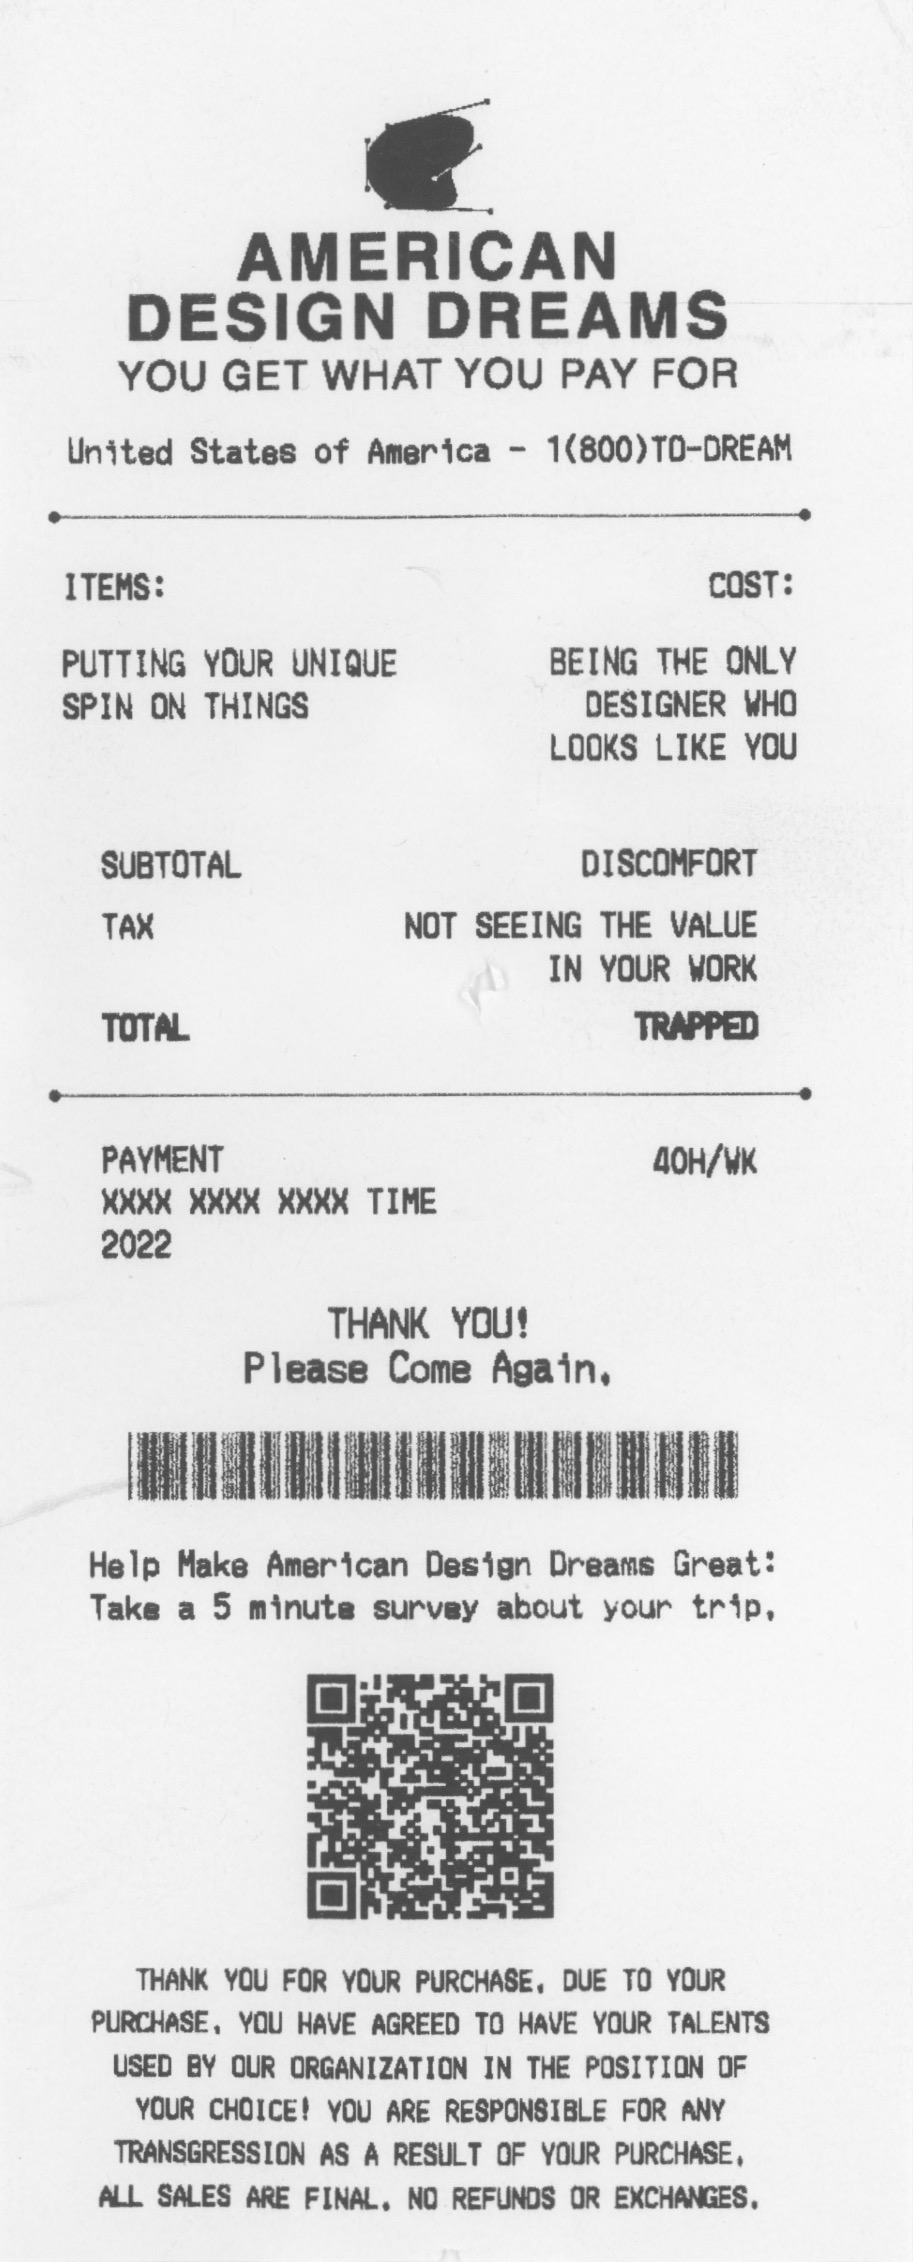 AMERICAN
DESIGN DREAMS
YOU GET WHAT YOU PAY FOR
United States of America - 1(800)TO-DREAM
ITEMS: COST:
PUTTING YOUR UNIQUE BEING THE ONLY
SPIN ON THINGS DESIGNER WHO
LOOKS LIKE YOU
SUBTOTAL DISCOMFORT
TAX NOT SEEING THE VALUE
IN YOUR WORK
TOTAL TRAPPED
PAYMENT 40H/WK
XXXX XXXX XXXX TIME
2022
THANK YOU!
Please Come Again.
Help Make American Design Dreams Great:
Take a 5 minute survey about your trip.
THANK YOU FOR YOUR PURCHASE. DUE TO YOUR
PURCHASE, YOU HAVE AGREED TO HAVE YOUR TALENTS
USED BY OUR ORGANIZATION IN THE POSITION OF
YOUR CHOICE! YOU ARE RESPONSIBLE FOR ANY
TRANSGRESSION AS A RESULT OF YOUR PURCHASE.
ALL SALES ARE FINAL. NO REFUNDS OR EXCHANGES.